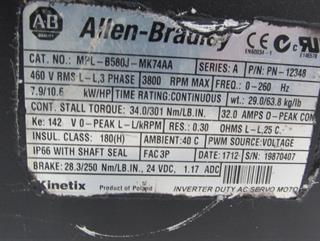 AB Allen-Bradley
CAT. NO.: MPL-B580J-MK74AA SERIES: A P/N: PN-12348
460 V RMS L-L,3 PHASE 3800 RPM MAX FREQ: 0-260 Hz
7.9/10.6 kW/HP TIME RATING: CONTINUOUS wt.: 29.0/63.8 kg/lb
CONT. STALL TORQUE: 34.0/301 Nm/LB.IN. 32.0 AMPS O-PEAK CONT.
Ke: 142 V 0-PEAK L-L/kRPM RES.: 0.30 OHMS L-L,25 C.
INSUL. CLASS: 180(H) AMBIENT:40 C PWM SOURCE:VOLTAGE
IP66 WITH SHAFT SEAL FAC 3P DATE: 1712 SN: 19870407
BRAKE: 28.3/250 Nm/LB.IN., 24 VDC, 1.17 ADC
Kinetix Product of Poland INVERTER DUTY AC SERVO MOTOR